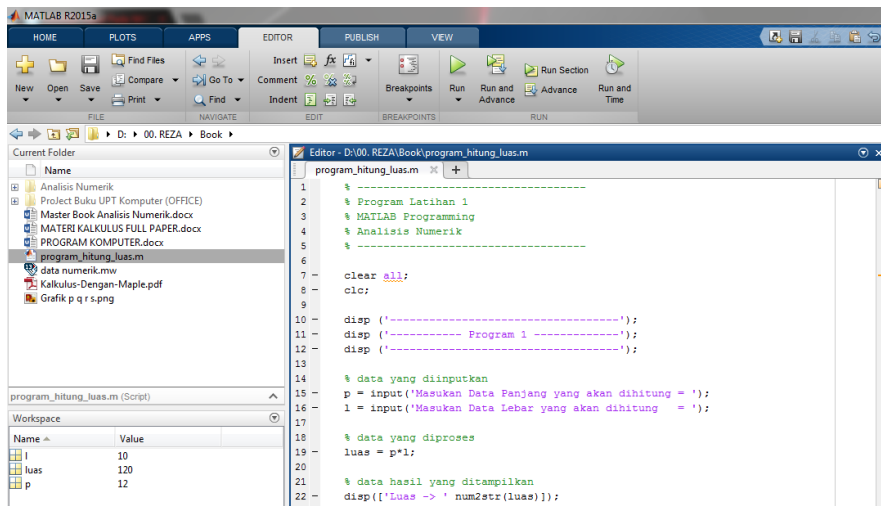 MATLAB R2015a
HOME PLOTS APPS EDITOR PUBLISH VIEW
New
Open
Save
Find Files
Compare
Print
FILE
Go To
Find
NAVIGATE
Insert fx
Comment %
Indent
EDIT
Breakpoints
BREAKPOINTS
Run
Run and Advance
Run Section
Advance
Run and Time
RUN
D: 00. REZA Book
Current Folder
Name
Analisis Numerik
Project Buku UPT Komputer (OFFICE)
Master Book Analisis Numerik.docx
MATERI KALKULUS FULL PAPER.docx
PROGRAM KOMPUTER.docx
program_hitung_luas.m
data numerik.mw
Kalkulus-Dengan-Maple.pdf
Grafik p q r s.png
program_hitung_luas.m (Script)
Workspace
Name Value
l 10
luas 120
p 12
Editor - D:\00. REZA\Book\program_hitung_luas.m
program_hitung_luas.m
1 % -----------------------------------
2 % Program Latihan 1
3 % MATLAB Programming
4 % Analisis Numerik
5 % -----------------------------------
6
7 – clear all;
8 – clc;
9
10 – disp ('-----------------------------------');
11 – disp ('----------- Program 1 -------------');
12 – disp ('-----------------------------------');
13
14 % data yang diinputkan
15 – p = input('Masukan Data Panjang yang akan dihitung = ');
16 – l = input('Masukan Data Lebar yang akan dihitung   = ');
17
18 % data yang diproses
19 – luas = p*l;
20
21 % data hasil yang ditampilkan
22 – disp(['Luas -> ' num2str(luas)]);